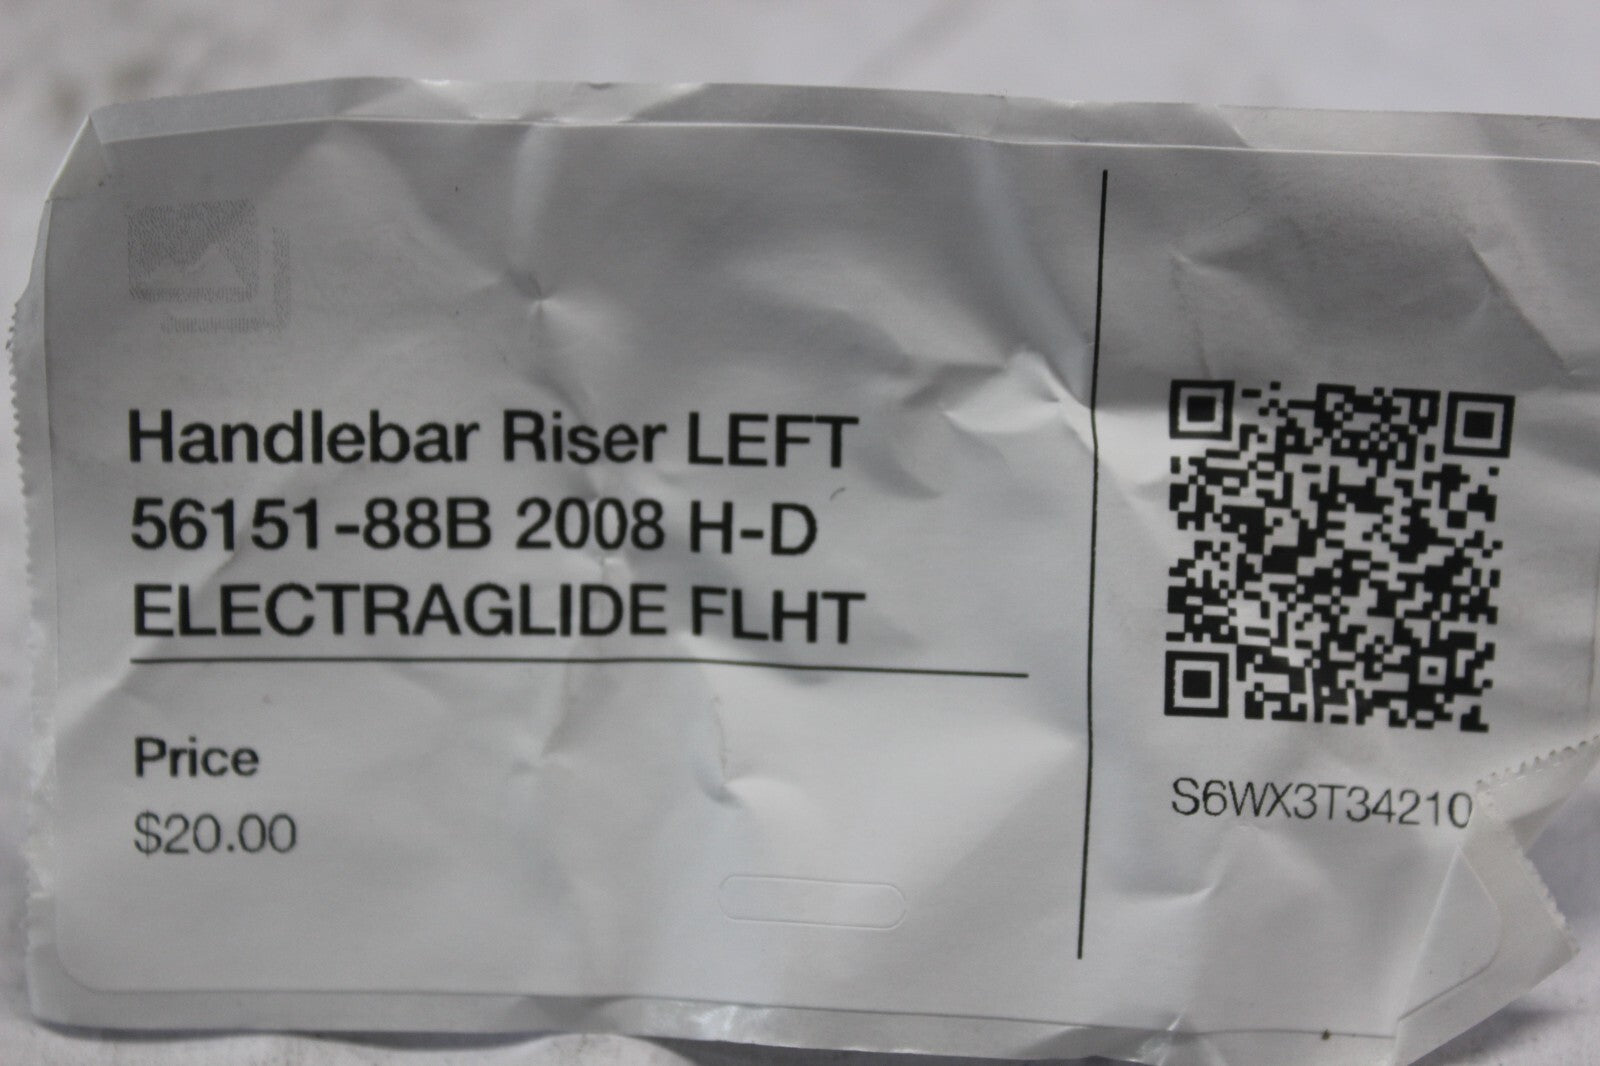 Handlebar Riser LEFT
56151-88B 2008 H-D
ELECTRAGLIDE FLHT
Price
$20.00
S6WX3T34210